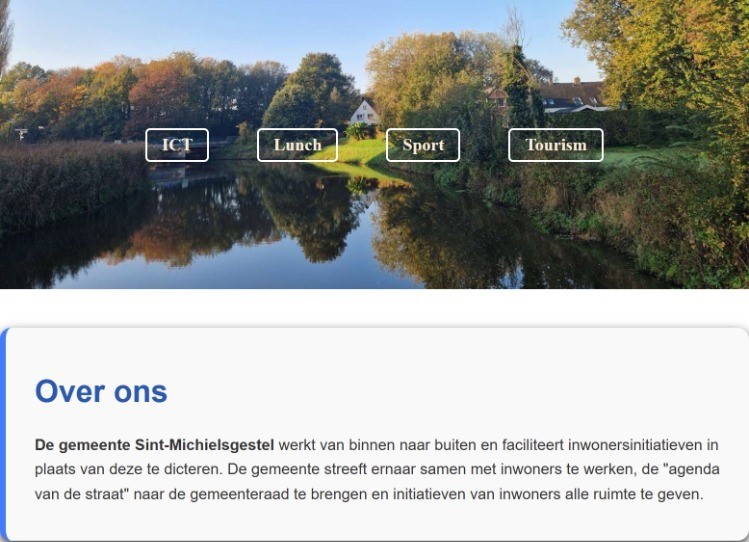 ICT Lunch Sport Tourism
Over ons
De gemeente Sint-Michielsgestel werkt van binnen naar buiten en faciliteert inwonersinitiatieven in
plaats van deze te dicteren. De gemeente streeft ernaar samen met inwoners te werken, de "agenda
van de straat" naar de gemeenteraad te brengen en initiatieven van inwoners alle ruimte te geven.